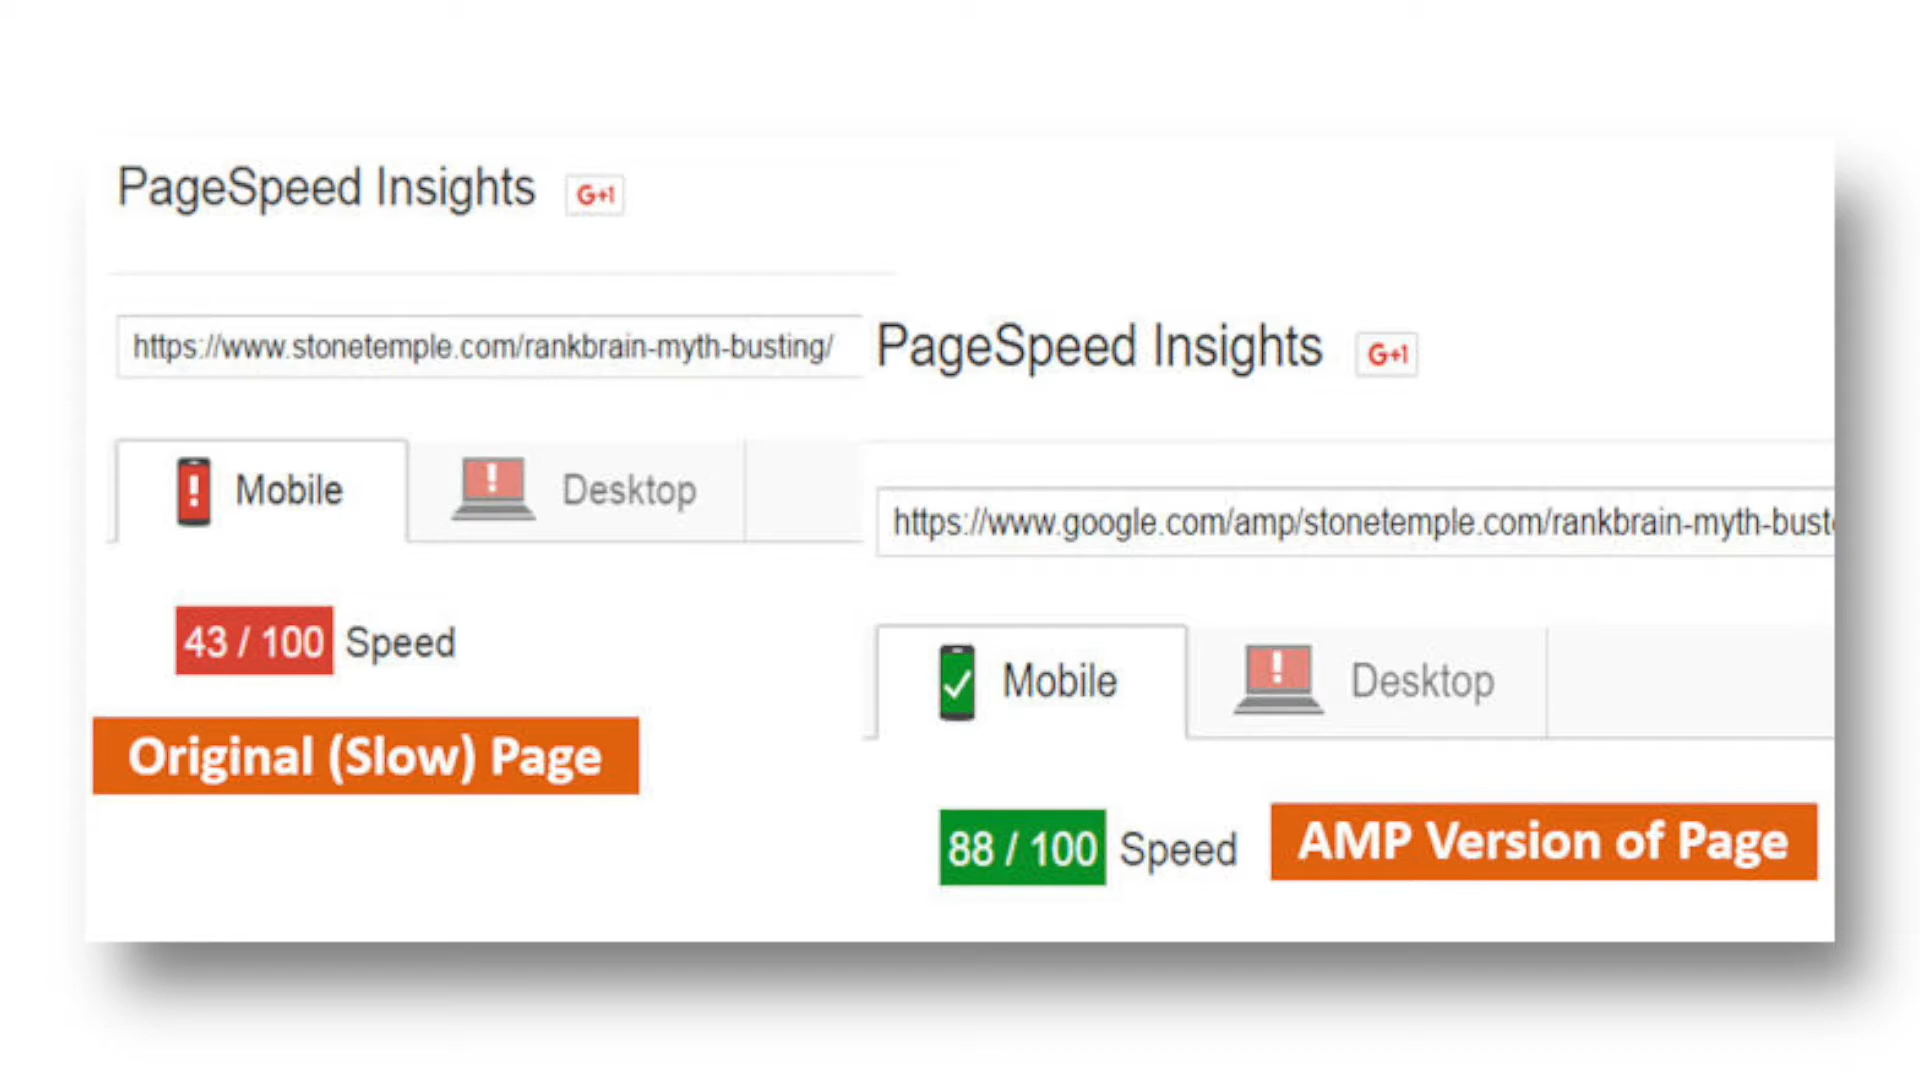 PageSpeed Insights G+1
https://www.stonetemple.com/rankbrain-myth-busting/
Mobile Desktop
43 / 100 Speed
Original (Slow) Page
PageSpeed Insights G+1
https://www.google.com/amp/stonetemple.com/rankbrain-myth-bust
Mobile Desktop
88 / 100 Speed
AMP Version of Page